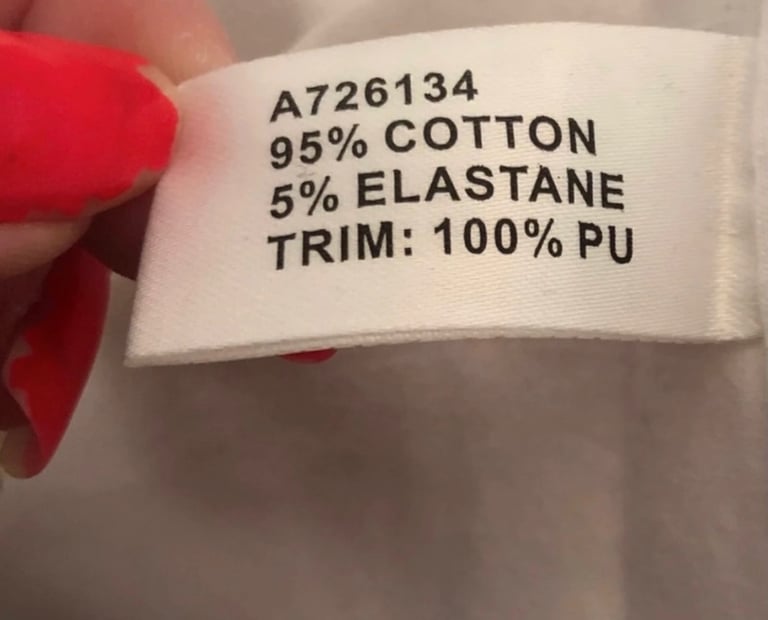 A726134
95% COTTON
5% ELASTANE
TRIM: 100% PU